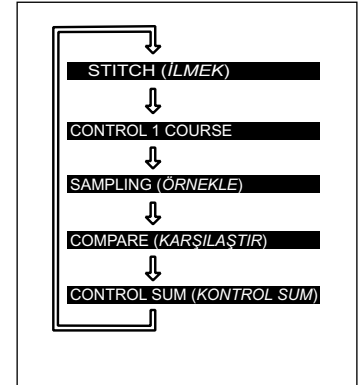 STITCH (İLMEK)
CONTROL 1 COURSE
SAMPLING (ÖRNEKLE)
COMPARE (KARŞILAŞTIR)
CONTROL SUM (KONTROL SUM)